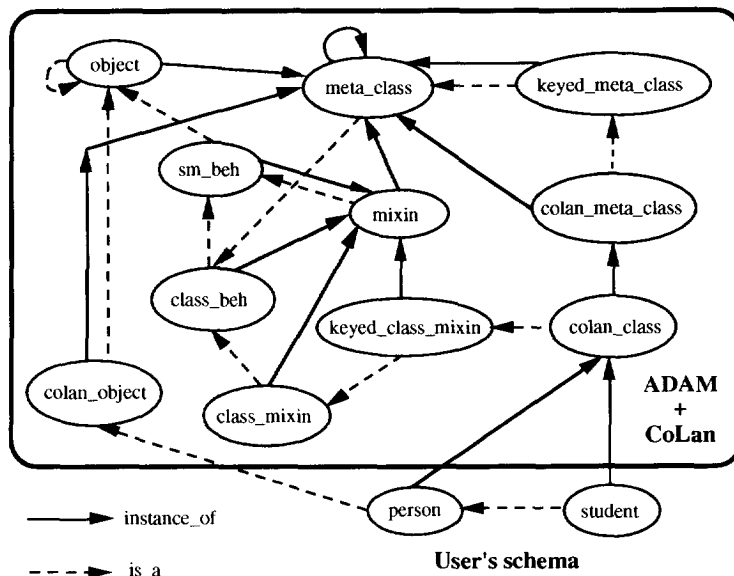 object
meta_class
keyed_meta_class
sm_beh
mixin
colan_meta_class
class_beh
keyed_class_mixin
colan_class
colan_object
class_mixin
ADAM
+
CoLan
instance_of
person
student
is_a
User's schema